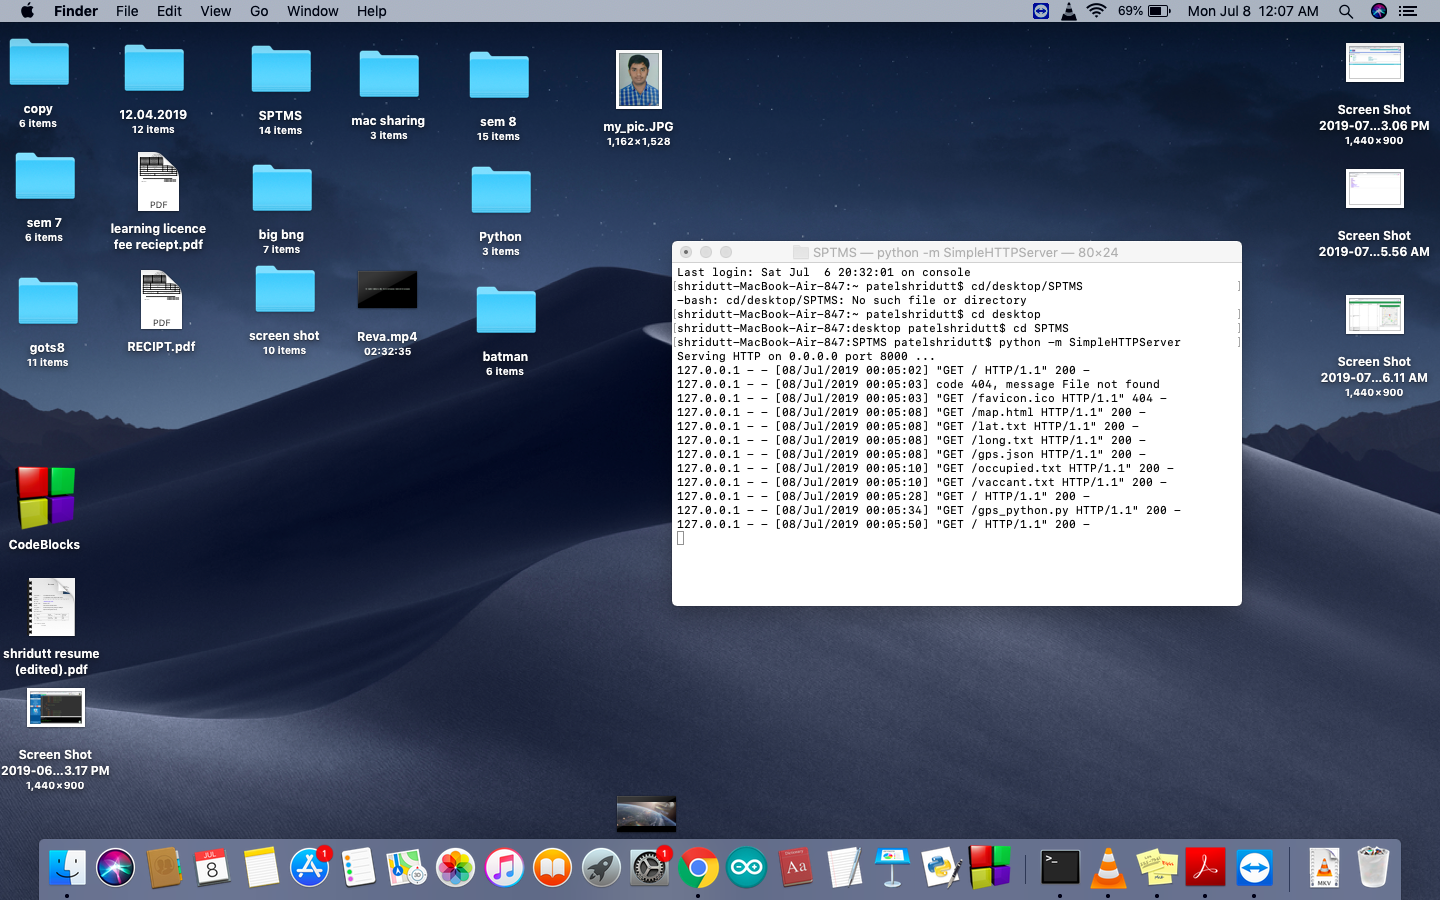 Finder File Edit View Go Window Help 69% Mon Jul 8 12:07 AM
copy
6 items
12.04.2019
12 items
SPTMS
14 items
mac sharing
3 items
sem 8
15 items
my_pic.JPG
1,162×1,528
Screen Shot
2019-07...3.06 PM
1,440×900
sem 7
6 items
PDF
learning licence
fee reciept.pdf
big bng
7 items
Python
3 items
Screen Shot
2019-07...5.56 AM
1,440×900
gots8
11 items
PDF
RECIPT.pdf
screen shot
10 items
Reva.mp4
02:32:35
batman
6 items
Screen Shot
2019-07...6.11 AM
1,440×900
SPTMS — python -m SimpleHTTPServer — 80×24
Last login: Sat Jul  6 20:32:01 on console
[shridutt-MacBook-Air-847:~ patelshridutt$ cd/desktop/SPTMS ]
-bash: cd/desktop/SPTMS: No such file or directory
[shridutt-MacBook-Air-847:~ patelshridutt$ cd desktop ]
[shridutt-MacBook-Air-847:desktop patelshridutt$ cd SPTMS ]
[shridutt-MacBook-Air-847:SPTMS patelshridutt$ python -m SimpleHTTPServer ]
Serving HTTP on 0.0.0.0 port 8000 ...
127.0.0.1 - - [08/Jul/2019 00:05:02] "GET / HTTP/1.1" 200 -
127.0.0.1 - - [08/Jul/2019 00:05:03] code 404, message File not found
127.0.0.1 - - [08/Jul/2019 00:05:03] "GET /favicon.ico HTTP/1.1" 404 -
127.0.0.1 - - [08/Jul/2019 00:05:08] "GET /map.html HTTP/1.1" 200 -
127.0.0.1 - - [08/Jul/2019 00:05:08] "GET /lat.txt HTTP/1.1" 200 -
127.0.0.1 - - [08/Jul/2019 00:05:08] "GET /long.txt HTTP/1.1" 200 -
127.0.0.1 - - [08/Jul/2019 00:05:08] "GET /gps.json HTTP/1.1" 200 -
127.0.0.1 - - [08/Jul/2019 00:05:10] "GET /occupied.txt HTTP/1.1" 200 -
127.0.0.1 - - [08/Jul/2019 00:05:10] "GET /vaccant.txt HTTP/1.1" 200 -
127.0.0.1 - - [08/Jul/2019 00:05:28] "GET / HTTP/1.1" 200 -
127.0.0.1 - - [08/Jul/2019 00:05:34] "GET /gps_python.py HTTP/1.1" 200 -
127.0.0.1 - - [08/Jul/2019 00:05:50] "GET / HTTP/1.1" 200 -
CodeBlocks
shridutt resume
(edited).pdf
Screen Shot
2019-06...3.17 PM
1,440×900
JUL
8
1
3D
1
Aa
>_
MKV